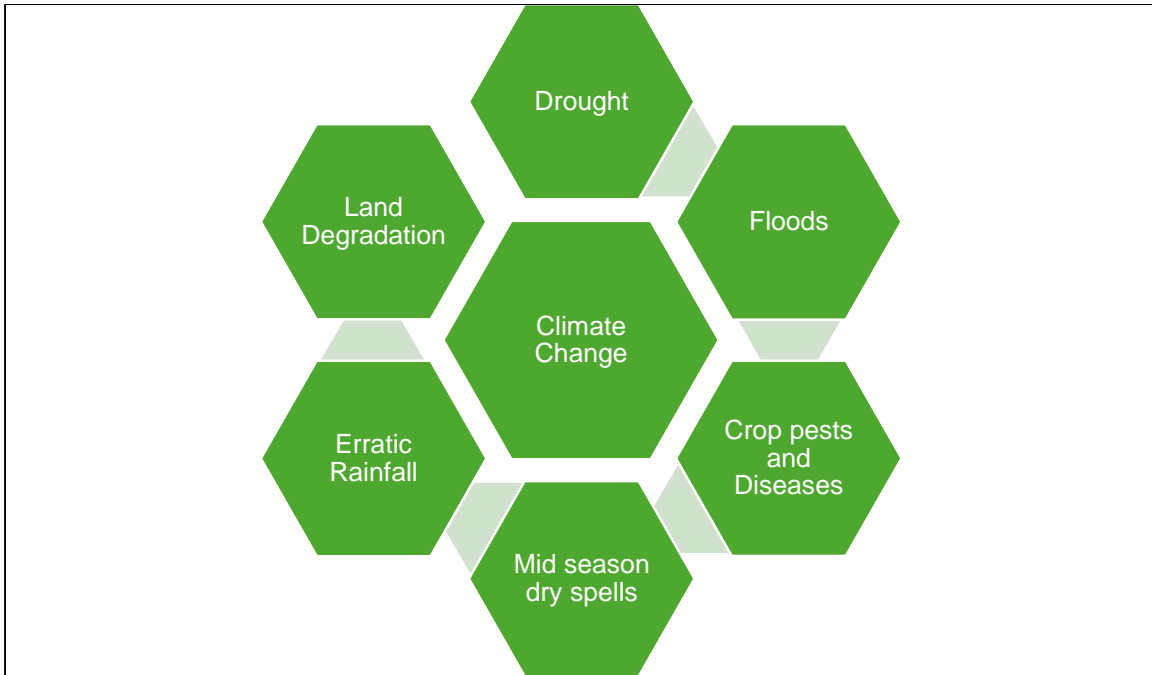 Drought
Land
Degradation
Floods
Climate
Change
Erratic
Rainfall
Crop pests
and
Diseases
Mid season
dry spells